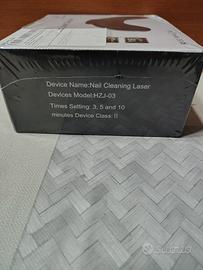 Device Name:Nail Cleaning Laser
Devices Model:HZJ-03
Times Setting: 3, 5 and 10
minutes Device Class:II
SUBITO